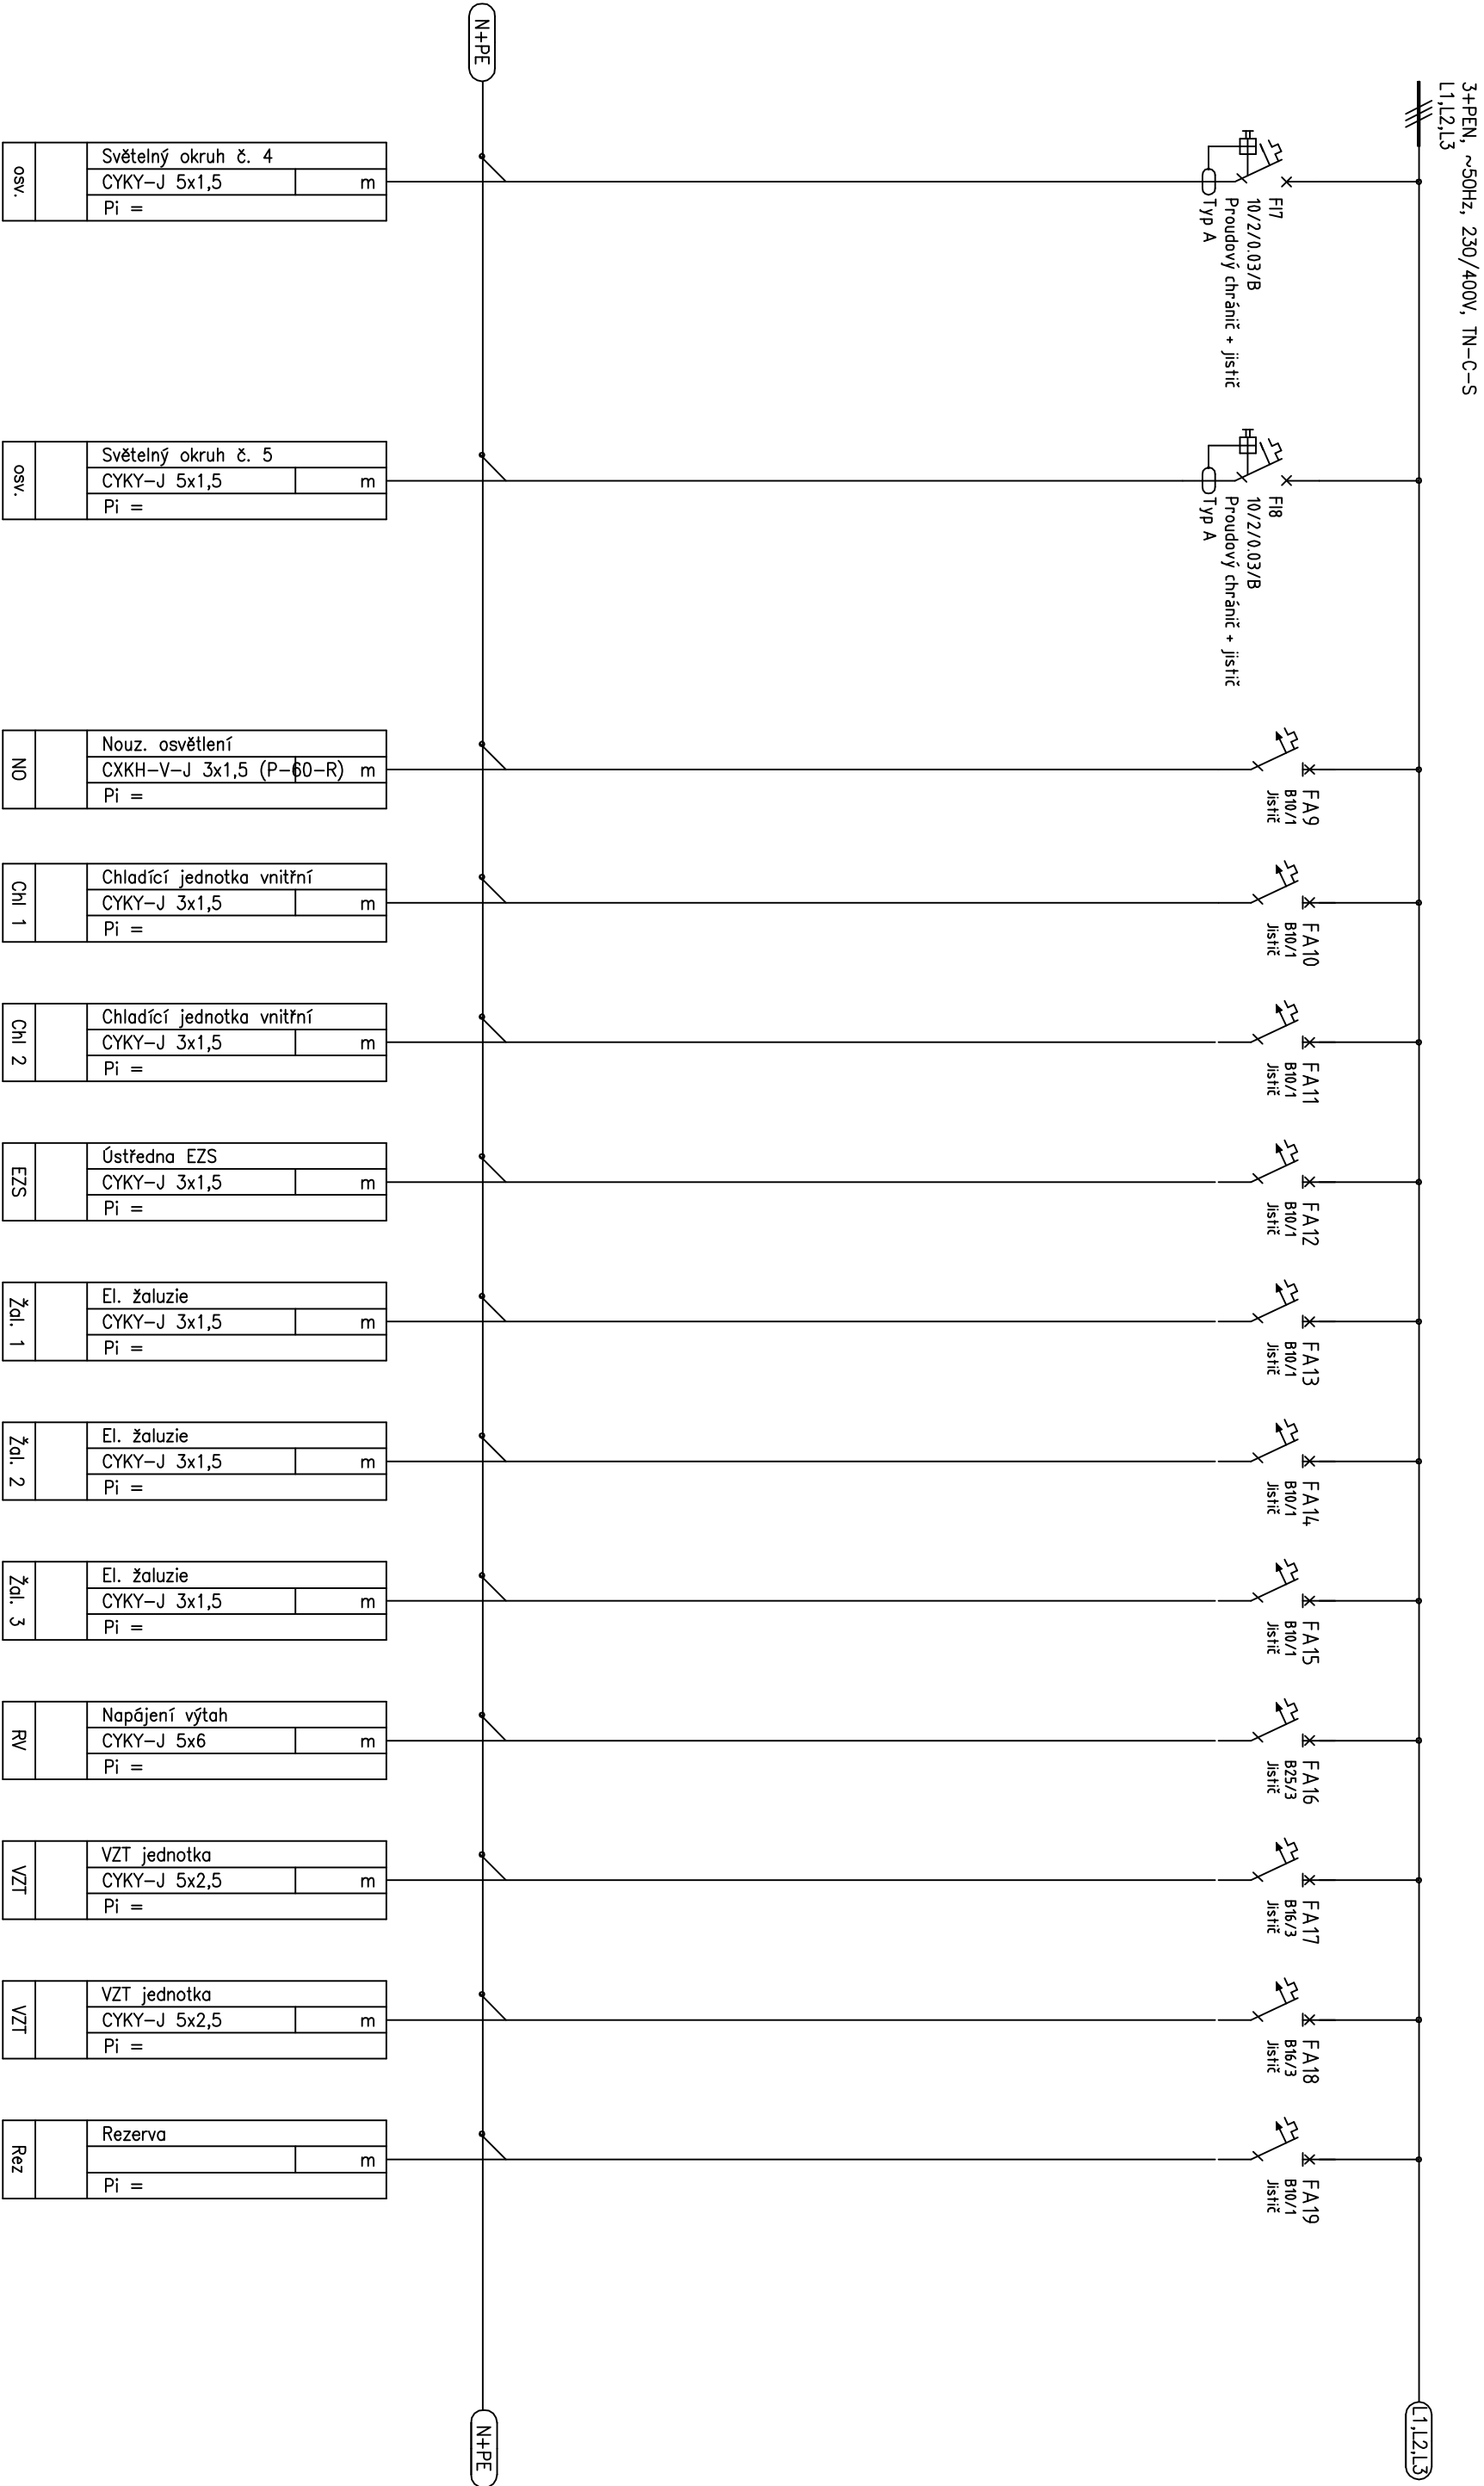 3+PEN, ~50Hz, 230/400V, TN-C-S
L1,L2,L3
N+PE
FI7
10/2/0.03/B
Proudový chránič + jistič
Typ A
Světelný okruh č. 4
CYKY-J 5x1,5 m
Pi =
osv.
FI8
10/2/0.03/B
Proudový chránič + jistič
Typ A
Světelný okruh č. 5
CYKY-J 5x1,5 m
Pi =
osv.
FA9
B10/1
Jistič
Nouz. osvětlení
CXKH-V-J 3x1,5 (P-60-R) m
Pi =
NO
FA10
B10/1
Jistič
Chladící jednotka vnitřní
CYKY-J 3x1,5 m
Pi =
Chl 1
FA11
B10/1
Jistič
Chladící jednotka vnitřní
CYKY-J 3x1,5 m
Pi =
Chl 2
FA12
B10/1
Jistič
Ústředna EZS
CYKY-J 3x1,5 m
Pi =
EZS
FA13
B10/1
Jistič
El. žaluzie
CYKY-J 3x1,5 m
Pi =
Žal. 1
FA14
B10/1
Jistič
El. žaluzie
CYKY-J 3x1,5 m
Pi =
Žal. 2
FA15
B10/1
Jistič
El. žaluzie
CYKY-J 3x1,5 m
Pi =
Žal. 3
FA16
B25/3
Jistič
Napájení výtah
CYKY-J 5x6 m
Pi =
RV
FA17
B16/3
Jistič
VZT jednotka
CYKY-J 5x2,5 m
Pi =
VZT
FA18
B16/3
Jistič
VZT jednotka
CYKY-J 5x2,5 m
Pi =
VZT
FA19
B10/1
Jistič
Rezerva
m
Pi =
Rez
L1,L2,L3
N+PE